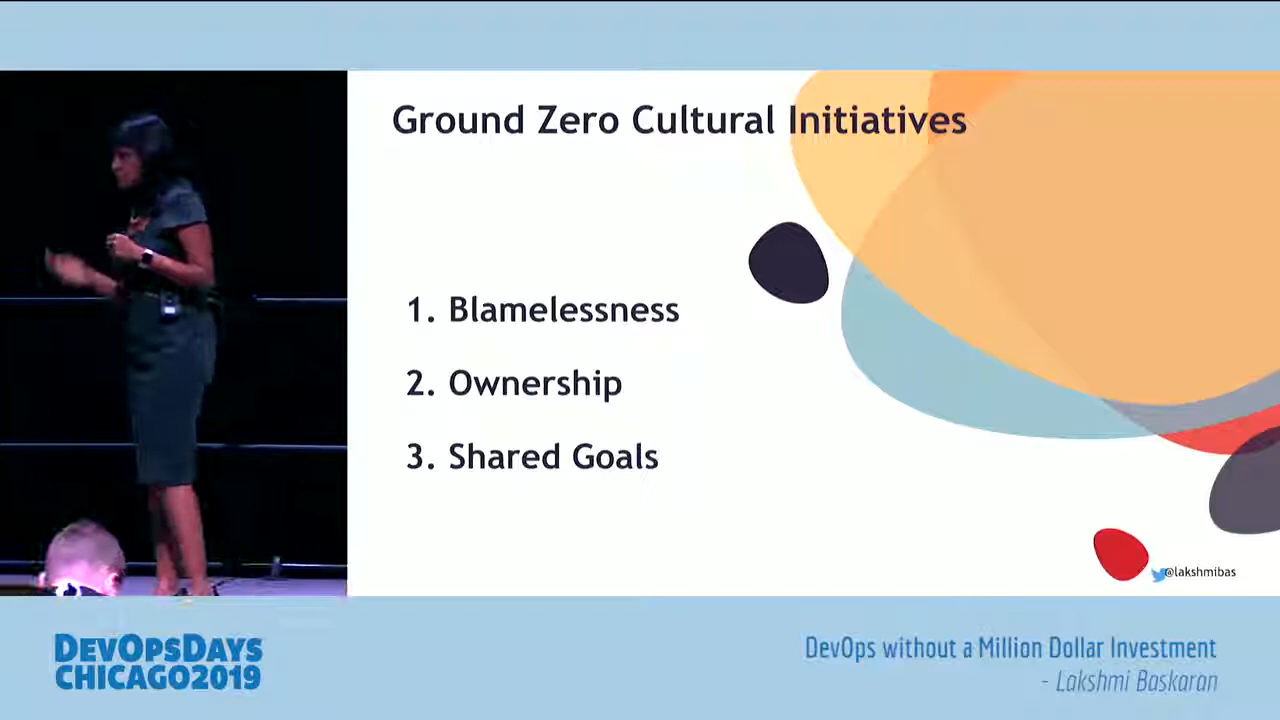 Ground Zero Cultural Initiatives
1. Blamelessness
2. Ownership
3. Shared Goals
@lakshmibas
DEVOPSDAYS
CHICAGO2019
DevOps without a Million Dollar Investment
- Lakshmi Baskaran